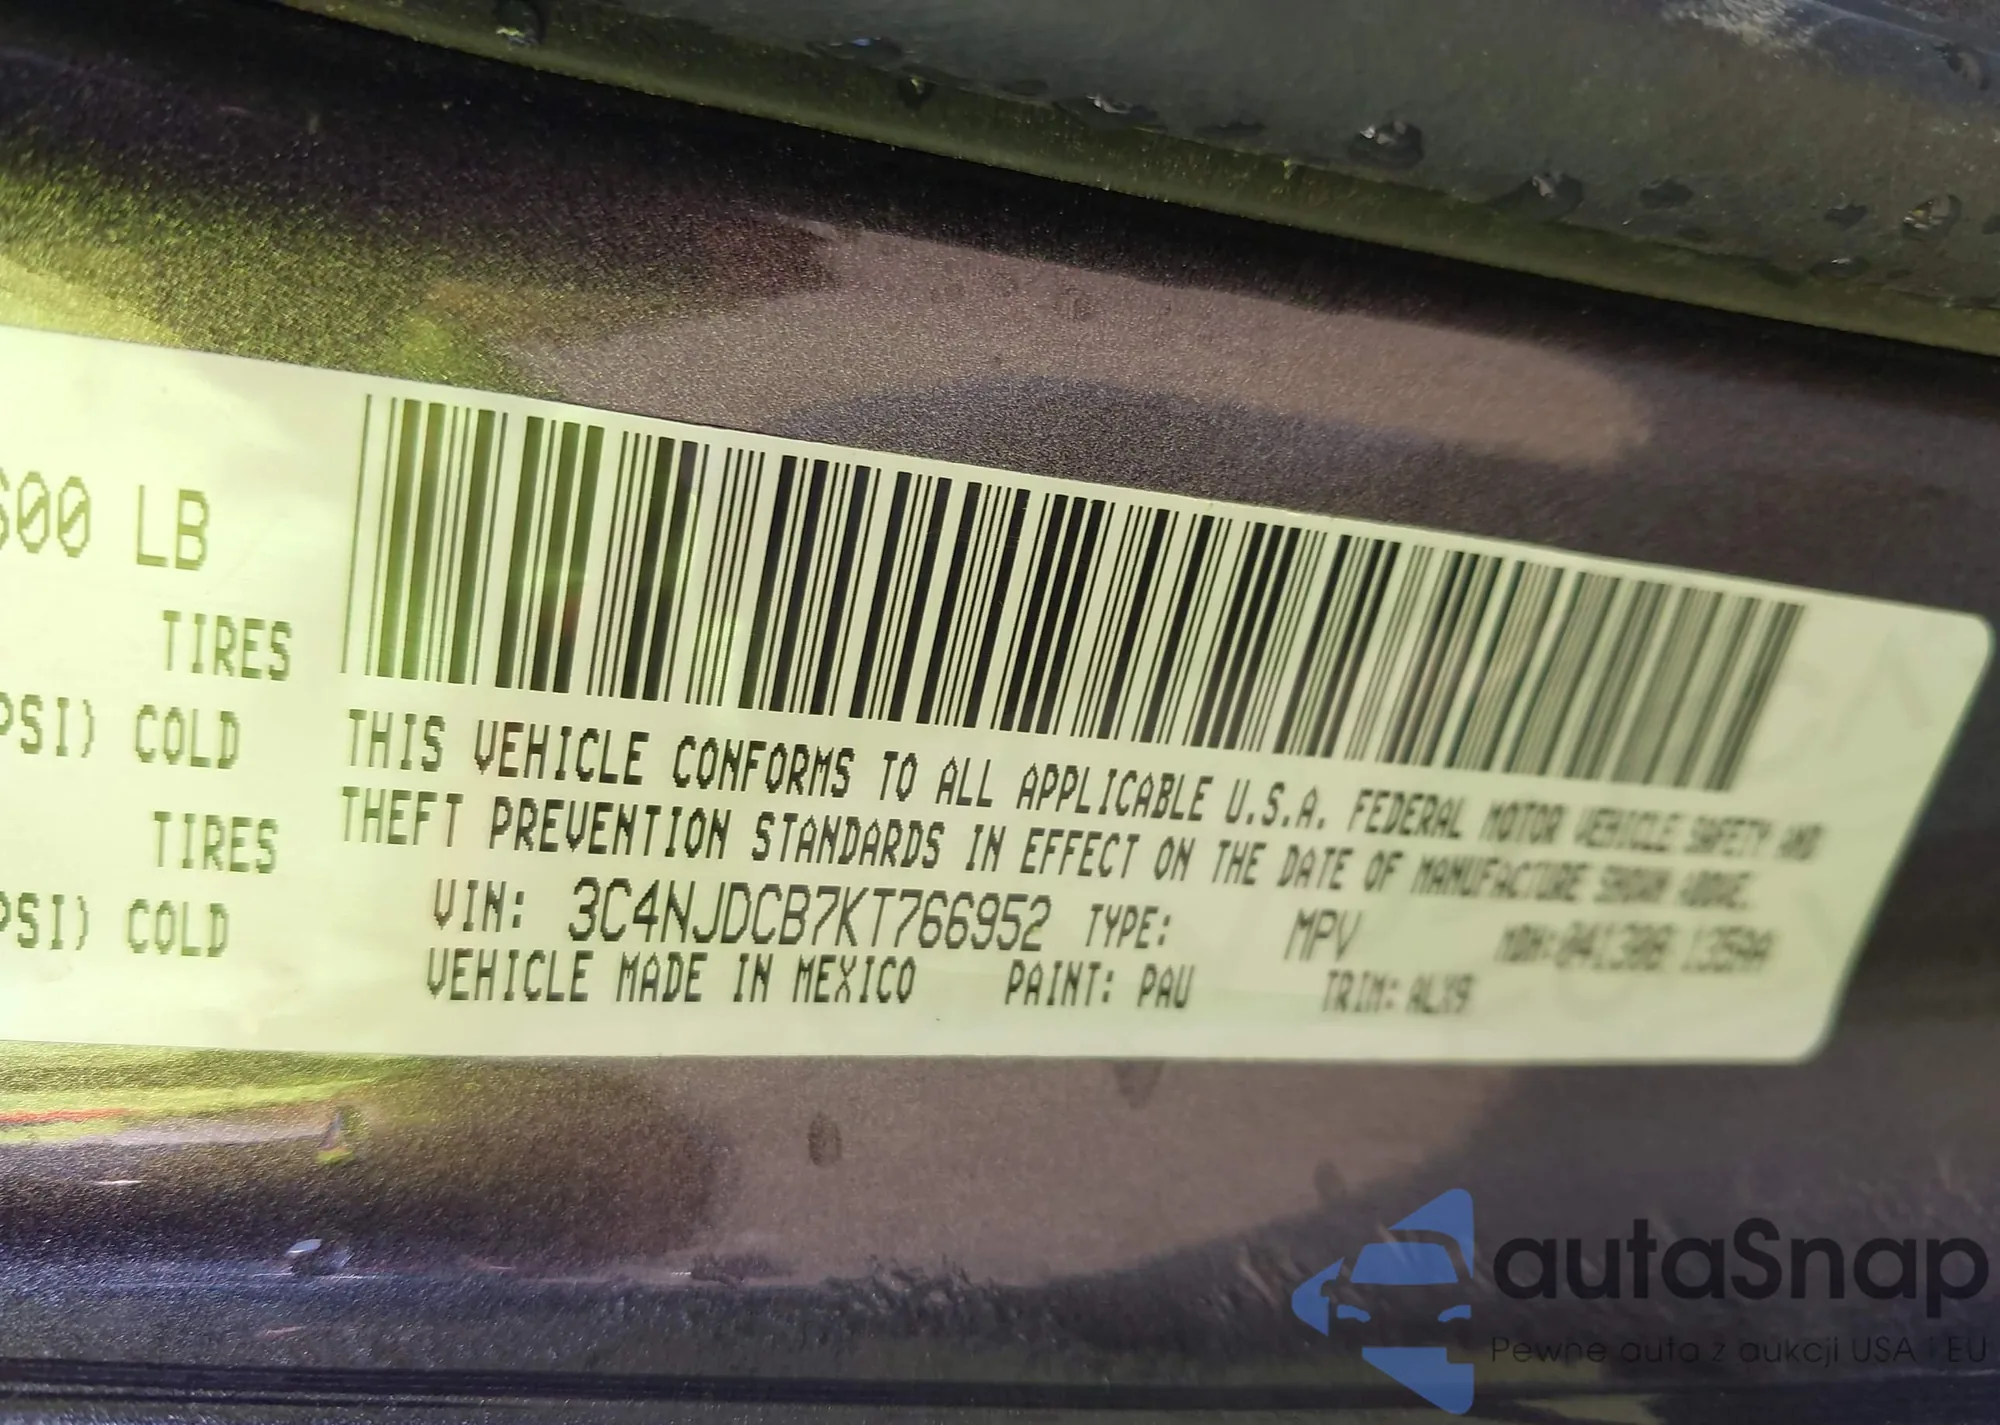 600 LB
TIRES
PSI) COLD
TIRES
PSI) COLD
THIS VEHICLE CONFORMS TO ALL APPLICABLE U.S.A. FEDERAL MOTOR VEHICLE SAFETY AND
THEFT PREVENTION STANDARDS IN EFFECT ON THE DATE OF MANUFACTURE SHOWN ABOVE.
VIN: 3C4NJDCB7KT766952 TYPE: MPV
VEHICLE MADE IN MEXICO PAINT: PAU TRIM: ALX9
autaSnap
Pewne auta z aukcji USA i EU